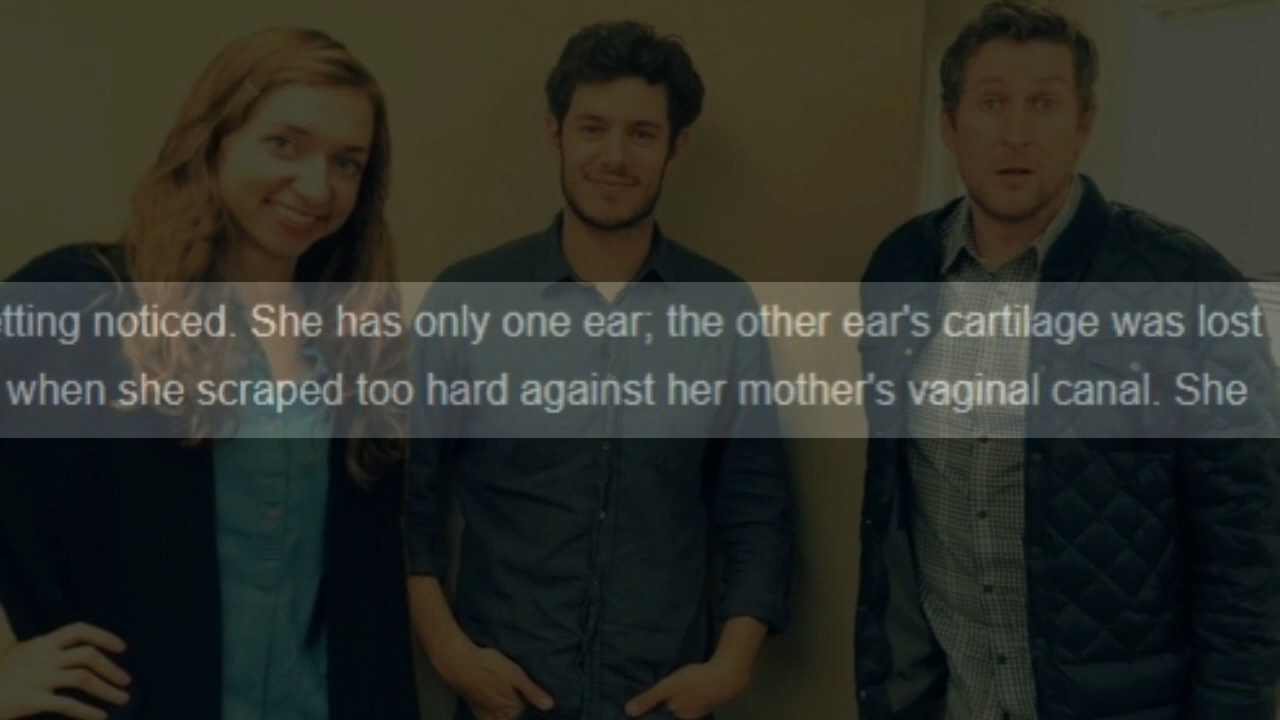 etting noticed. She has only one ear; the other ear's cartilage was lost
when she scraped too hard against her mother's vaginal canal. She